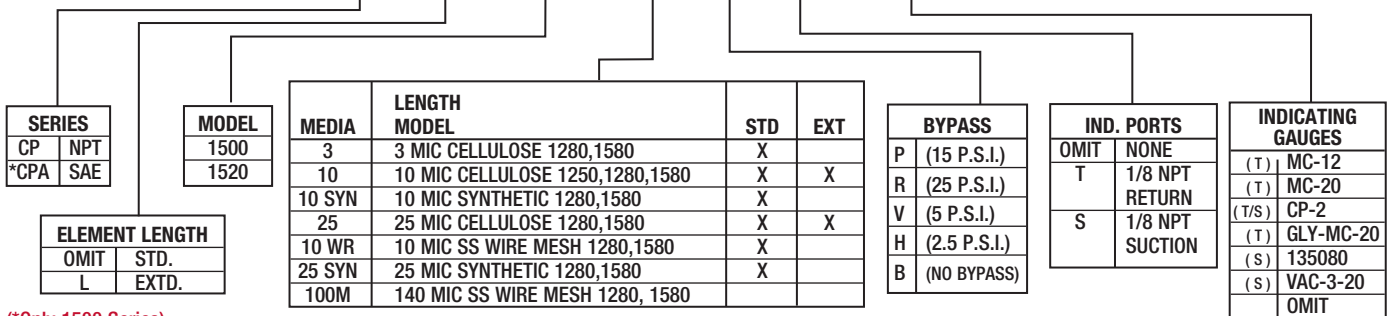 SERIES
CP NPT
*CPA SAE
ELEMENT LENGTH
OMIT STD.
L EXTD.
MODEL
1500
1520
LENGTH
MEDIA MODEL STD EXT
3 3 MIC CELLULOSE 1280,1580 X
10 10 MIC CELLULOSE 1250,1280,1580 X X
10 SYN 10 MIC SYNTHETIC 1280,1580 X
25 25 MIC CELLULOSE 1280,1580 X X
10 WR 10 MIC SS WIRE MESH 1280,1580 X
25 SYN 25 MIC SYNTHETIC 1280,1580 X
100M 140 MIC SS WIRE MESH 1280, 1580
BYPASS
P (15 P.S.I.)
R (25 P.S.I.)
V (5 P.S.I.)
H (2.5 P.S.I.)
B (NO BYPASS)
IND. PORTS
OMIT NONE
T 1/8 NPT
RETURN
S 1/8 NPT
SUCTION
INDICATING
GAUGES
(T) MC-12
(T) MC-20
(T/S) CP-2
(T) GLY-MC-20
(S) 135080
(S) VAC-3-20
OMIT